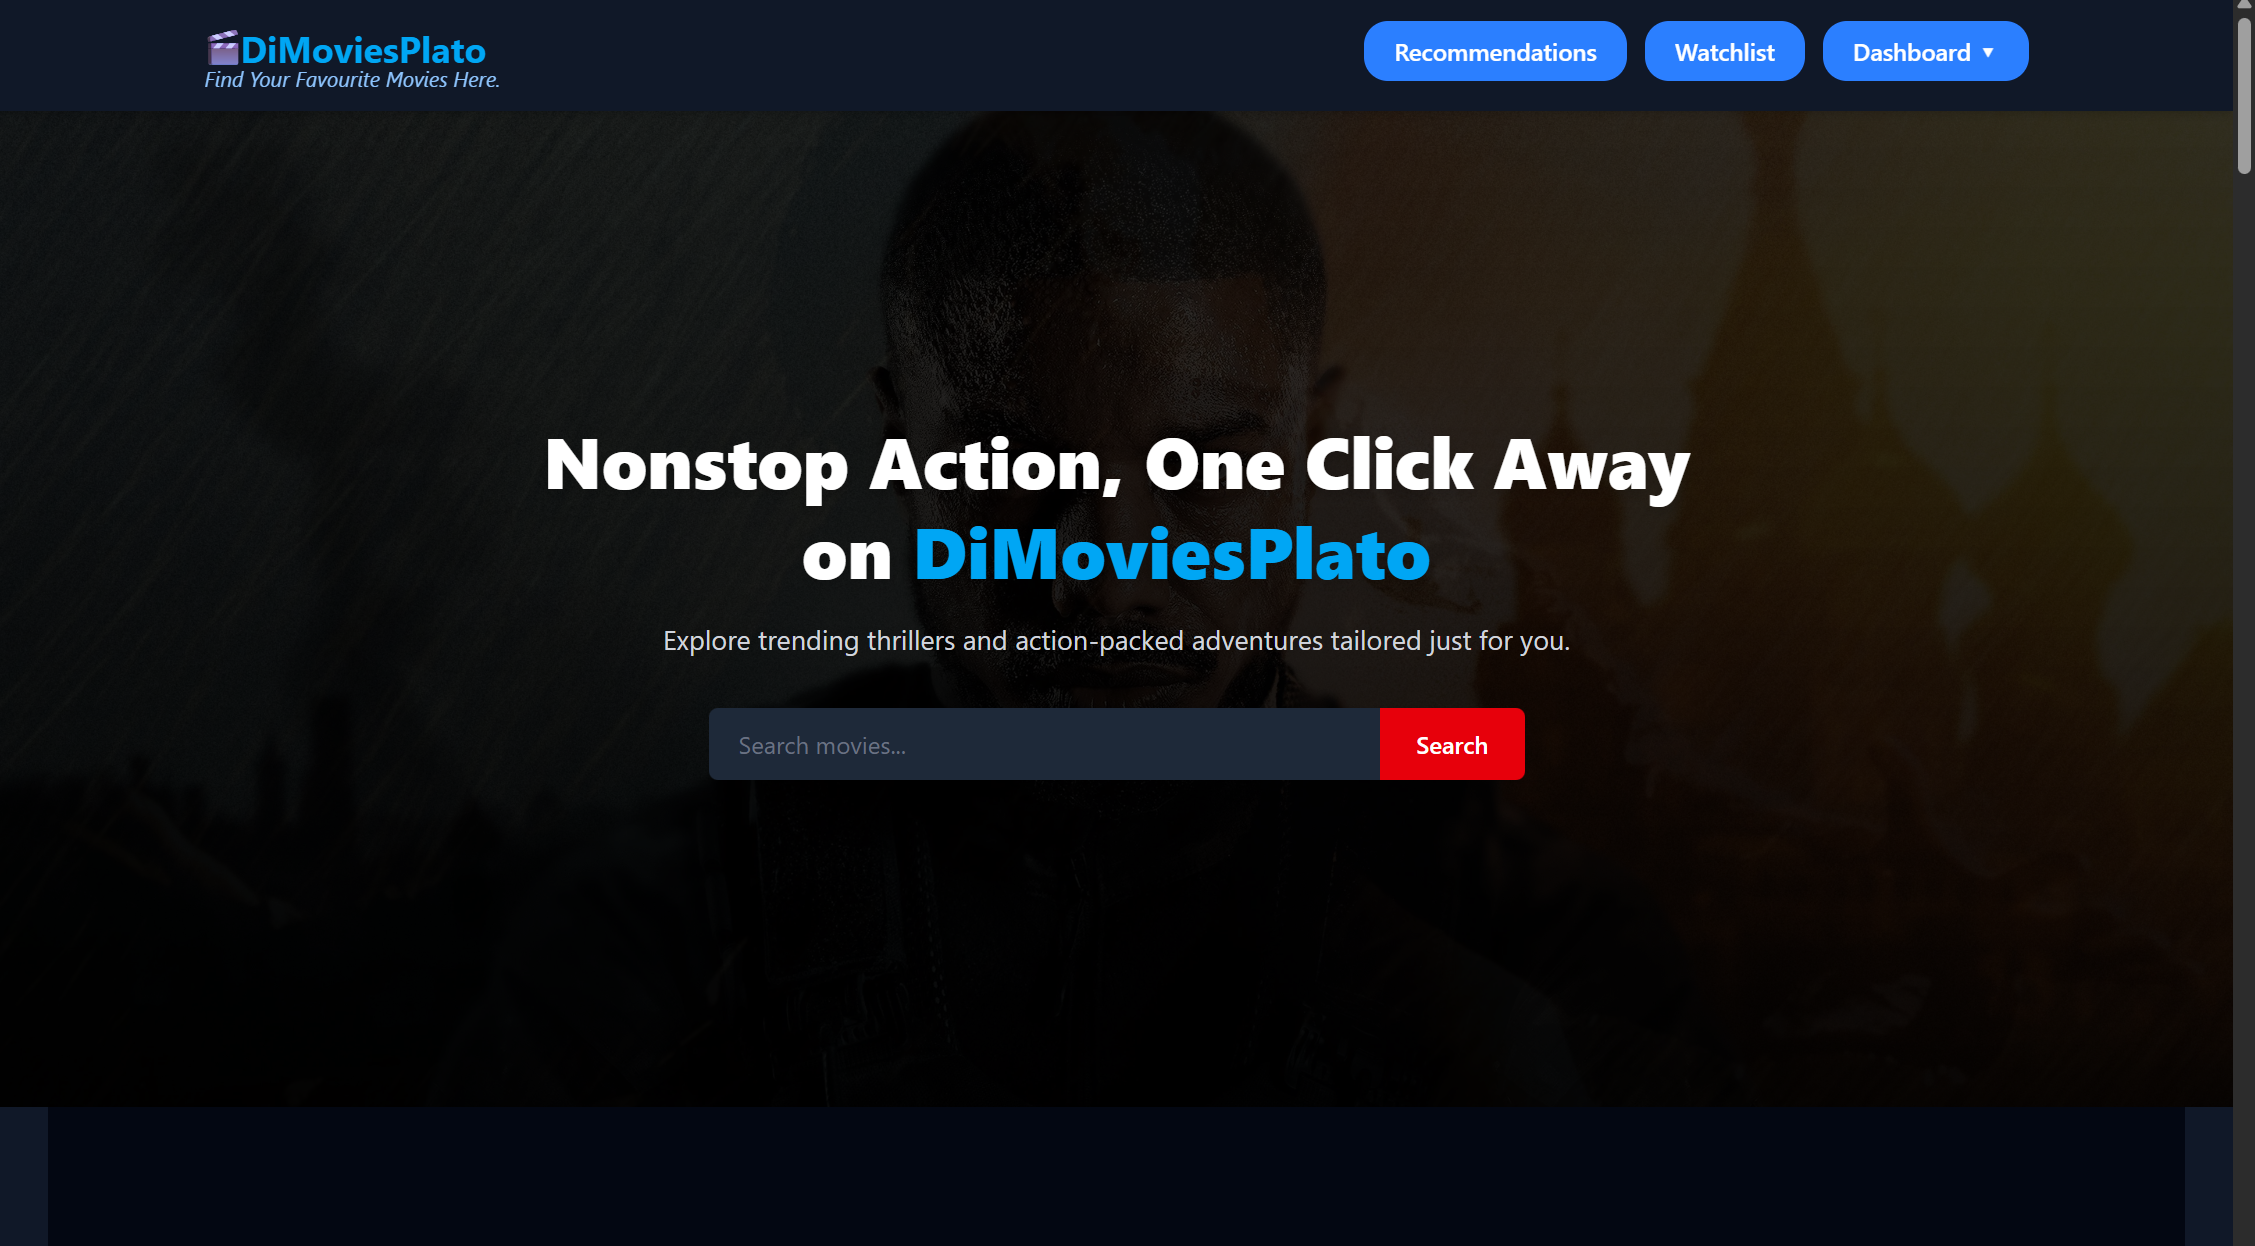 DiMoviesPlato
Find Your Favourite Movies Here.
Recommendations
Watchlist
Dashboard ▼
Nonstop Action, One Click Away
on DiMoviesPlato
Explore trending thrillers and action-packed adventures tailored just for you.
Search movies...
Search